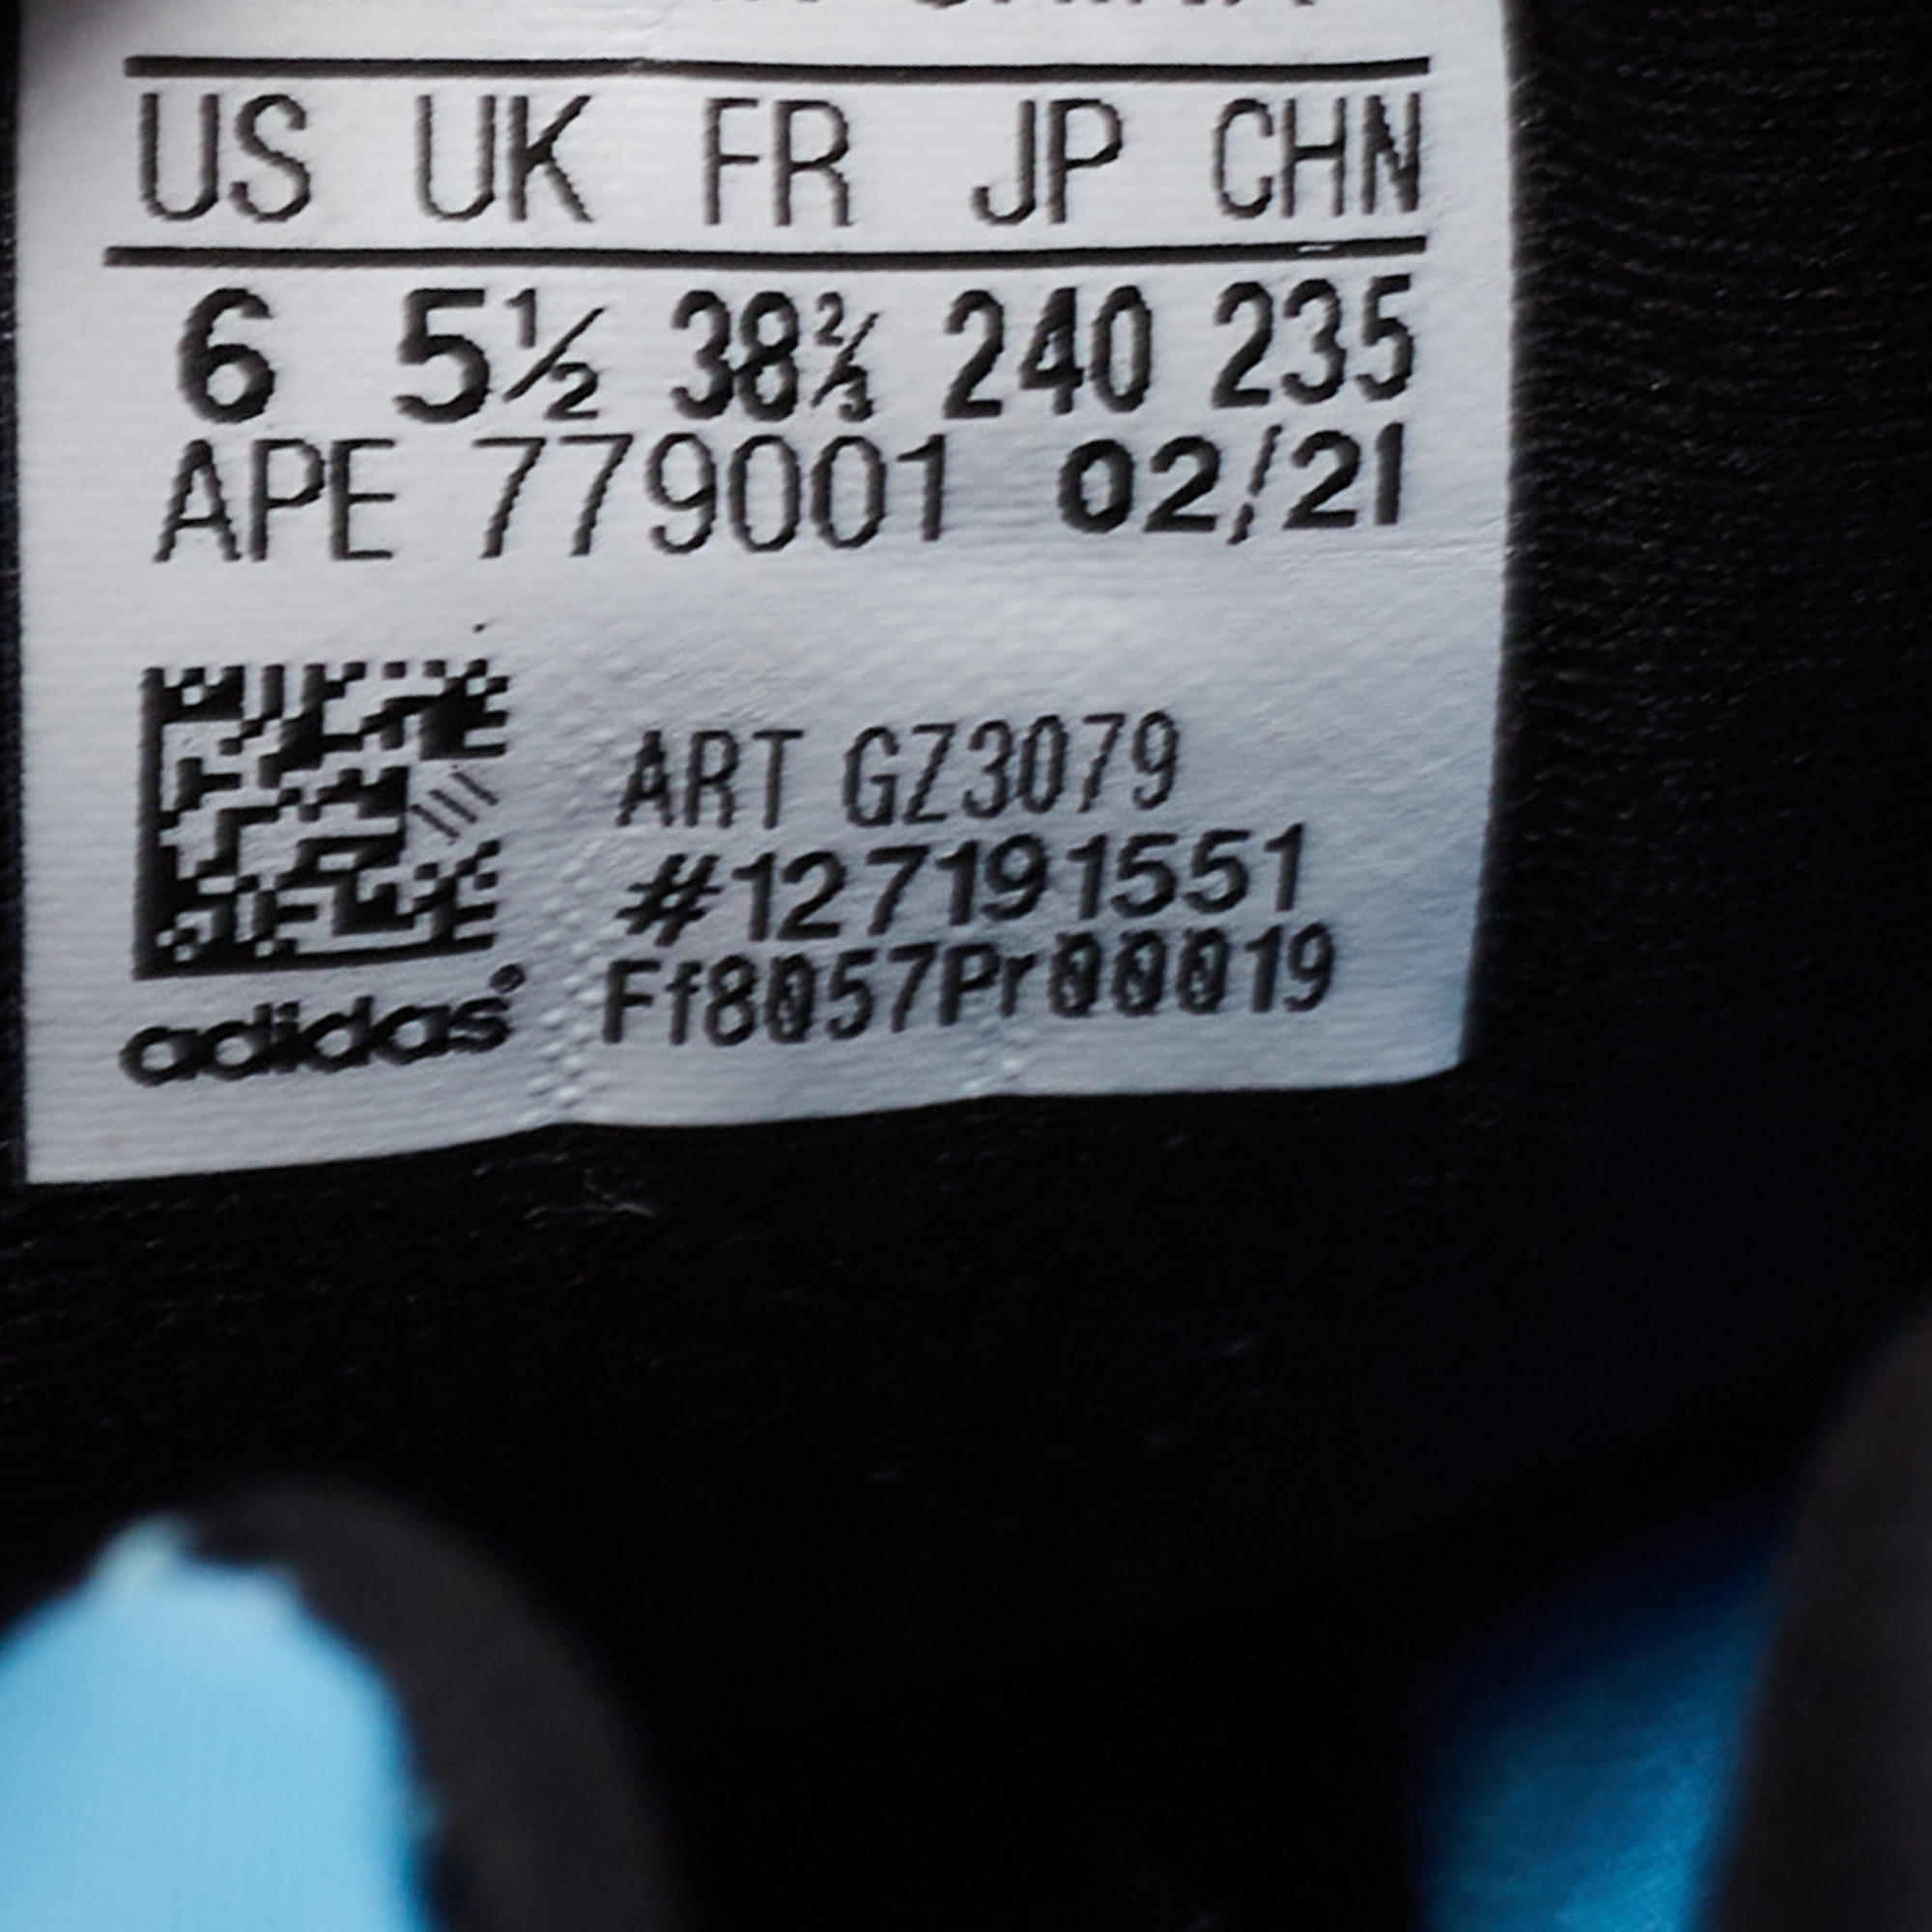 US UK FR JP CHN
6 5½ 38⅔ 240 235
APE 779001 02/21
ART GZ3079
#127191551
Ff8057Pr00019
adidas®